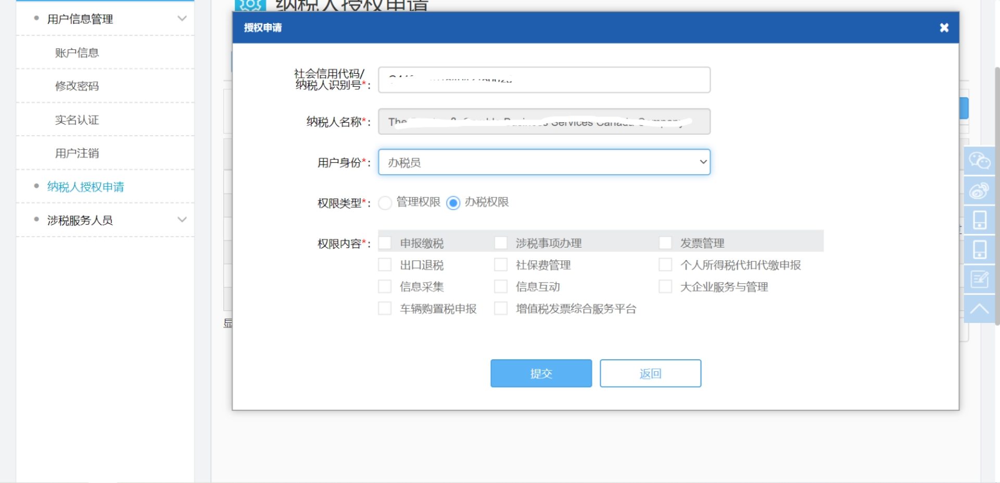 纳税人授权申请
用户信息管理
账户信息
修改密码
实名认证
用户注销
纳税人授权申请
涉税服务人员
授权申请
社会信用代码/
纳税人识别号*:
纳税人名称*: The & Business Services Canada Company
用户身份*: 办税员
权限类型*: 管理权限 办税权限
权限内容*: 申报缴税 涉税事项办理 发票管理
出口退税 社保费管理 个人所得税代扣代缴申报
信息采集 信息互动 大企业服务与管理
车辆购置税申报 增值税发票综合服务平台
显
提交 返回